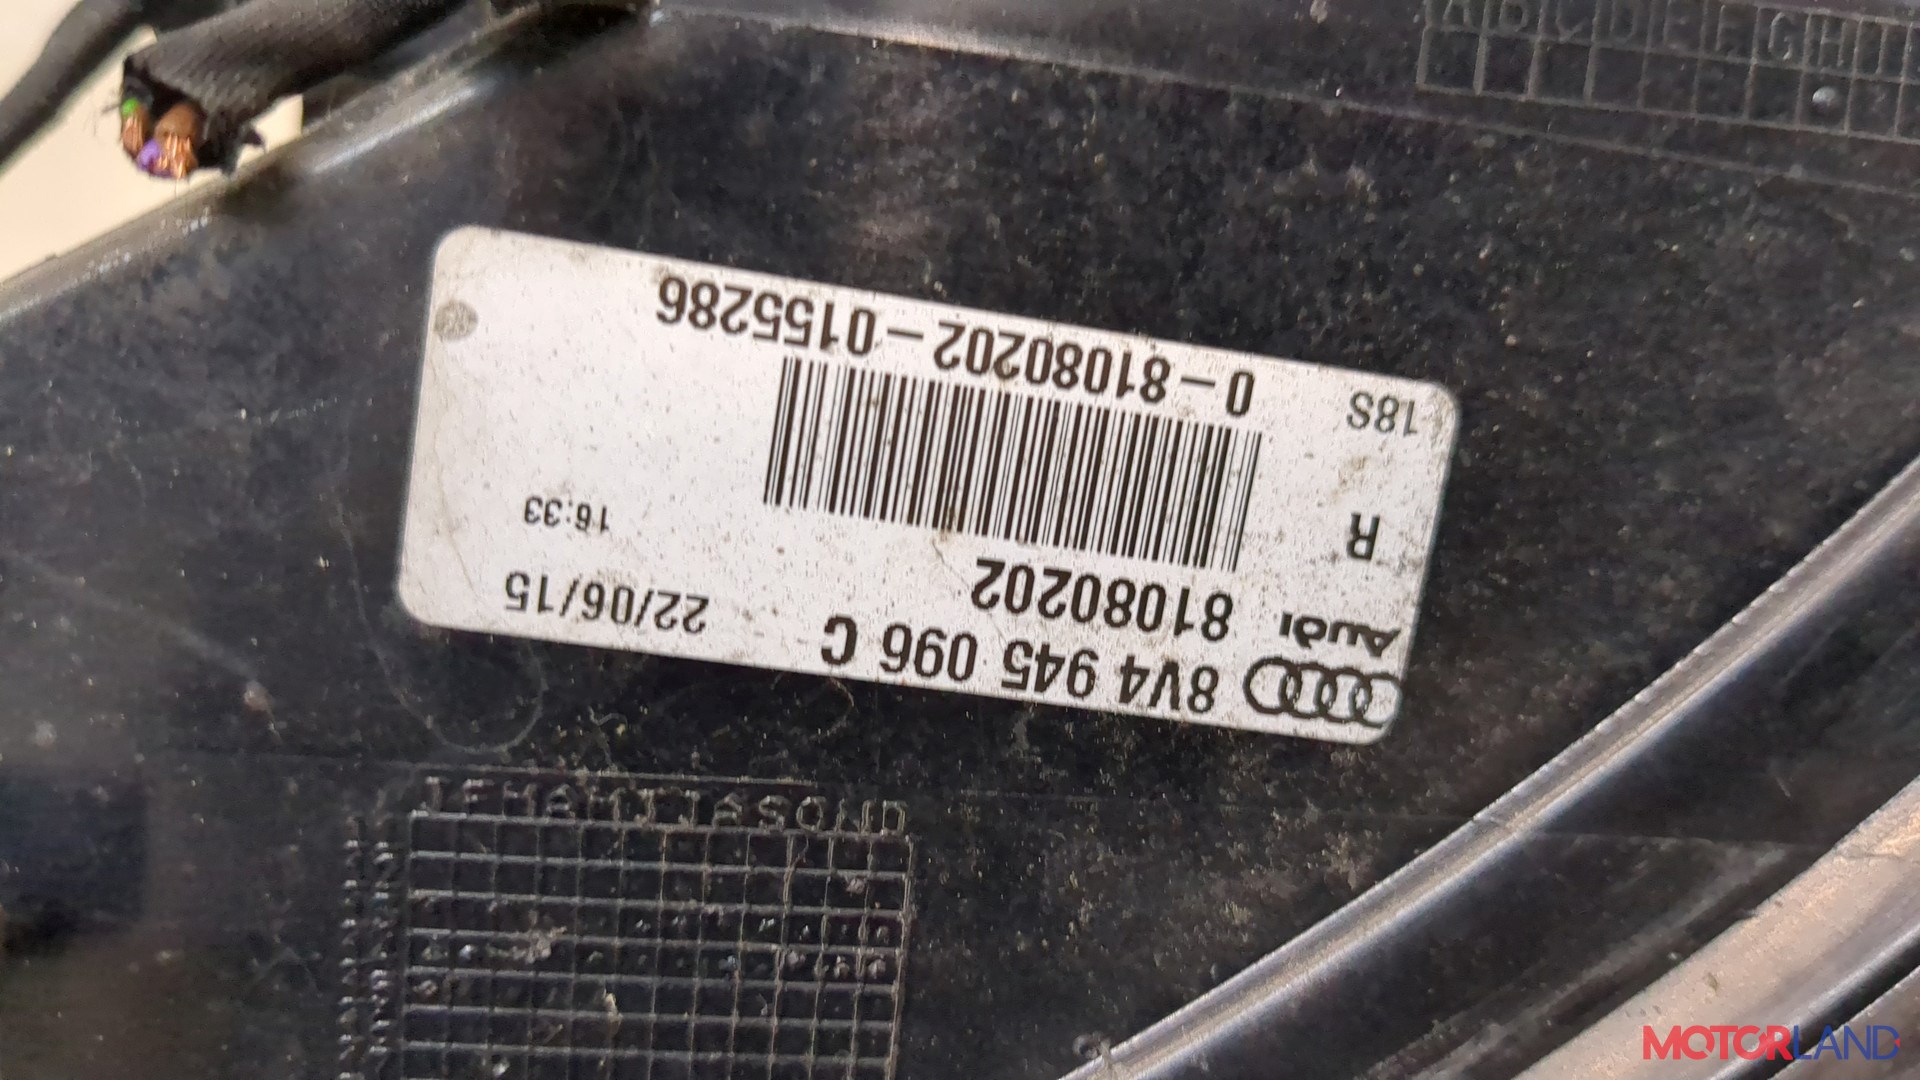 8V4 945 096 C
Audi
81080202
22/06/15
16:33
R
18S
0-81080202-0155286
A B C D E F G H I
J F M A M J J A S O N D
MOTORLAND